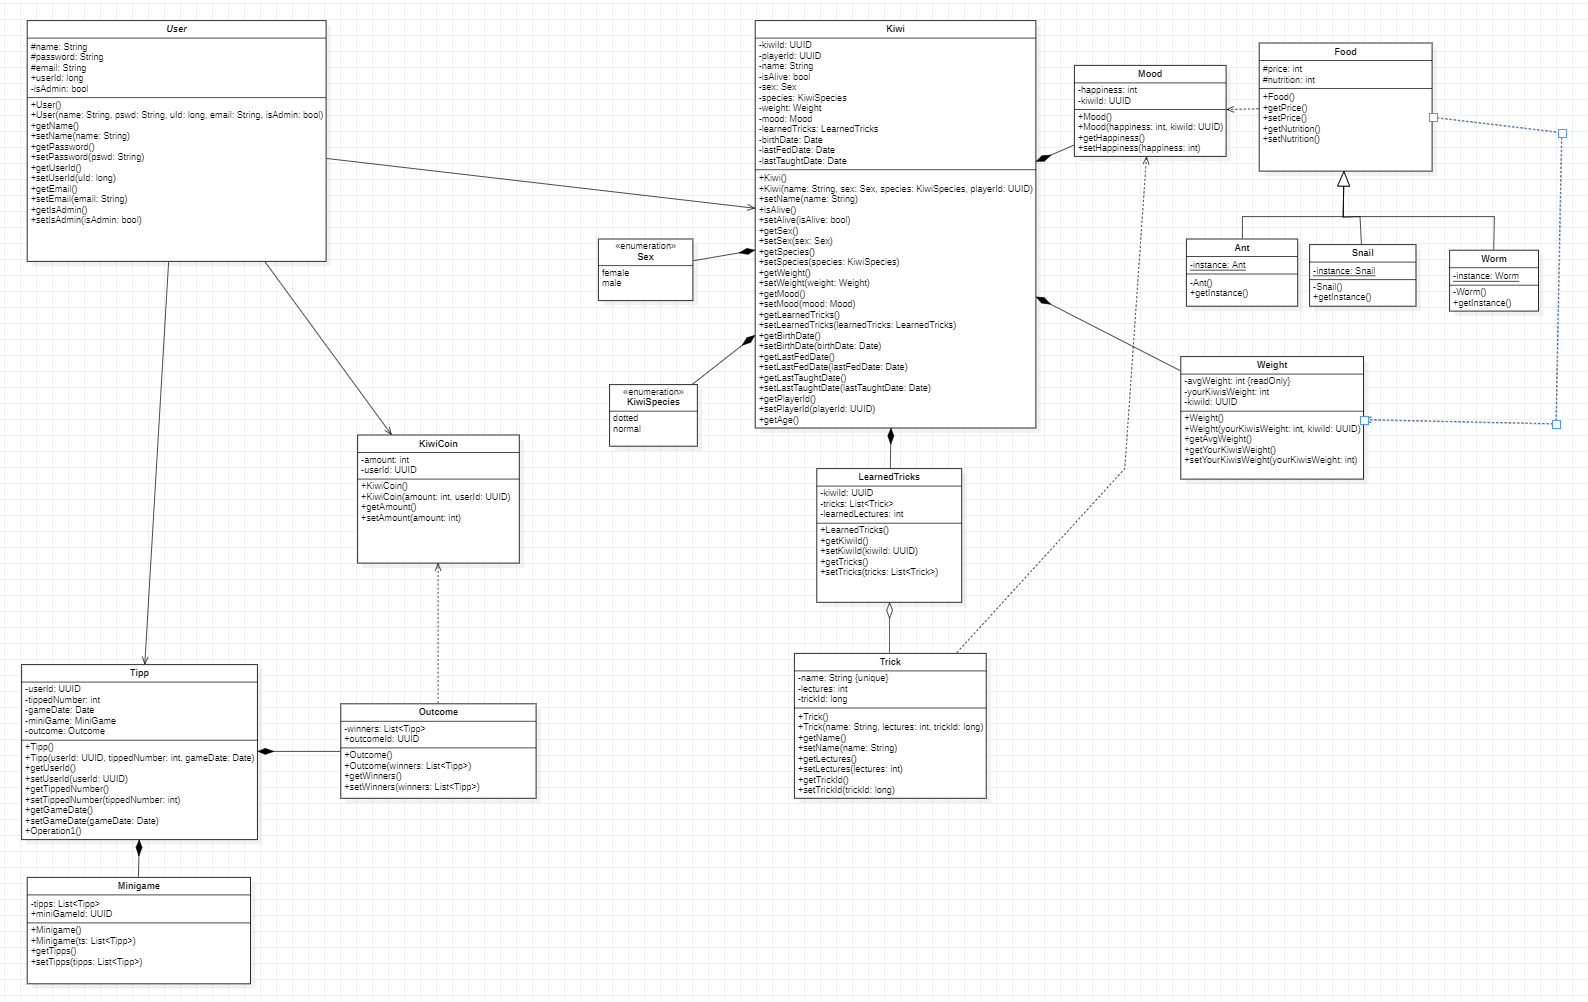 User
#name: String
#password: String
#email: String
+userId: long
-isAdmin: bool
+User()
+User(name: String, pswd: String, uId: long, email: String, isAdmin: bool)
+getName()
+setName(name: String)
+getPassword()
+setPassword(pswd: String)
+getUserId()
+setUserId(uId: long)
+getEmail()
+setEmail(email: String)
+getIsAdmin()
+setIsAdmin(isAdmin: bool)
Kiwi
-kiwiId: UUID
-playerId: UUID
-name: String
-isAlive: bool
-sex: Sex
-species: KiwiSpecies
-weight: Weight
-mood: Mood
-learnedTricks: LearnedTricks
-birthDate: Date
-lastFedDate: Date
-lastTaughtDate: Date
+Kiwi()
+Kiwi(name: String, sex: Sex, species: KiwiSpecies, playerId: UUID)
+setName(name: String)
+isAlive()
+setAlive(isAlive: bool)
+getSex()
+setSex(sex: Sex)
+getSpecies()
+setSpecies(species: KiwiSpecies)
+getWeight()
+setWeight(weight: Weight)
+getMood()
+setMood(mood: Mood)
+getLearnedTricks()
+setLearnedTricks(learnedTricks: LearnedTricks)
+getBirthDate()
+setBirthDate(birthDate: Date)
+getLastFedDate()
+setLastFedDate(lastFedDate: Date)
+getLastTaughtDate()
+setLastTaughtDate(lastTaughtDate: Date)
+getPlayerId()
+setPlayerId(playerId: UUID)
+getAge()
Mood
-happiness: int
-kiwiId: UUID
+Mood()
+Mood(happiness: int, kiwiId: UUID)
+getHappiness()
+setHappiness(happiness: int)
Food
#price: int
#nutrition: int
+Food()
+getPrice()
+setPrice()
+getNutrition()
+setNutrition()
«enumeration»
Sex
female
male
Ant
-instance: Ant
-Ant()
+getInstance()
Snail
-instance: Snail
-Snail()
+getInstance()
Worm
-instance: Worm
-Worm()
+getInstance()
«enumeration»
KiwiSpecies
dotted
normal
Weight
-avgWeight: int {readOnly}
-yourKiwisWeight: int
-kiwiId: UUID
+Weight()
+Weight(yourKiwisWeight: int, kiwiId: UUID)
+getAvgWeight()
+getYourKiwisWeight()
+setYourKiwisWeight(yourKiwisWeight: int)
KiwiCoin
-amount: int
-userId: UUID
+KiwiCoin()
+KiwiCoin(amount: int, userId: UUID)
+getAmount()
+setAmount(amount: int)
LearnedTricks
-kiwiId: UUID
-tricks: List<Trick>
-learnedLectures: int
+LearnedTricks()
+getKiwiId()
+setKiwiId(kiwiId: UUID)
+getTricks()
+setTricks(tricks: List<Trick>)
Tipp
-userId: UUID
-tippedNumber: int
-gameDate: Date
-miniGame: MiniGame
-outcome: Outcome
+Tipp()
+Tipp(userId: UUID, tippedNumber: int, gameDate: Date)
+getUserId()
+setUserId(userId: UUID)
+getTippedNumber()
+setTippedNumber(tippedNumber: int)
+getGameDate()
+setGameDate(gameDate: Date)
+Operation1()
Outcome
-winners: List<Tipp>
+outcomeId: UUID
+Outcome()
+Outcome(winners: List<Tipp>)
+getWinners()
+setWinners(winners: List<Tipp>)
Trick
-name: String {unique}
-lectures: int
-trickId: long
+Trick()
+Trick(name: String, lectures: int, trickId: long)
+getName()
+setName(name: String)
+getLectures()
+setLectures(lectures: int)
+getTrickId()
+setTrickId(trickId: long)
Minigame
-tipps: List<Tipp>
+miniGameId: UUID
+Minigame()
+Minigame(ts: List<Tipp>)
+getTipps()
+setTipps(tipps: List<Tipp>)